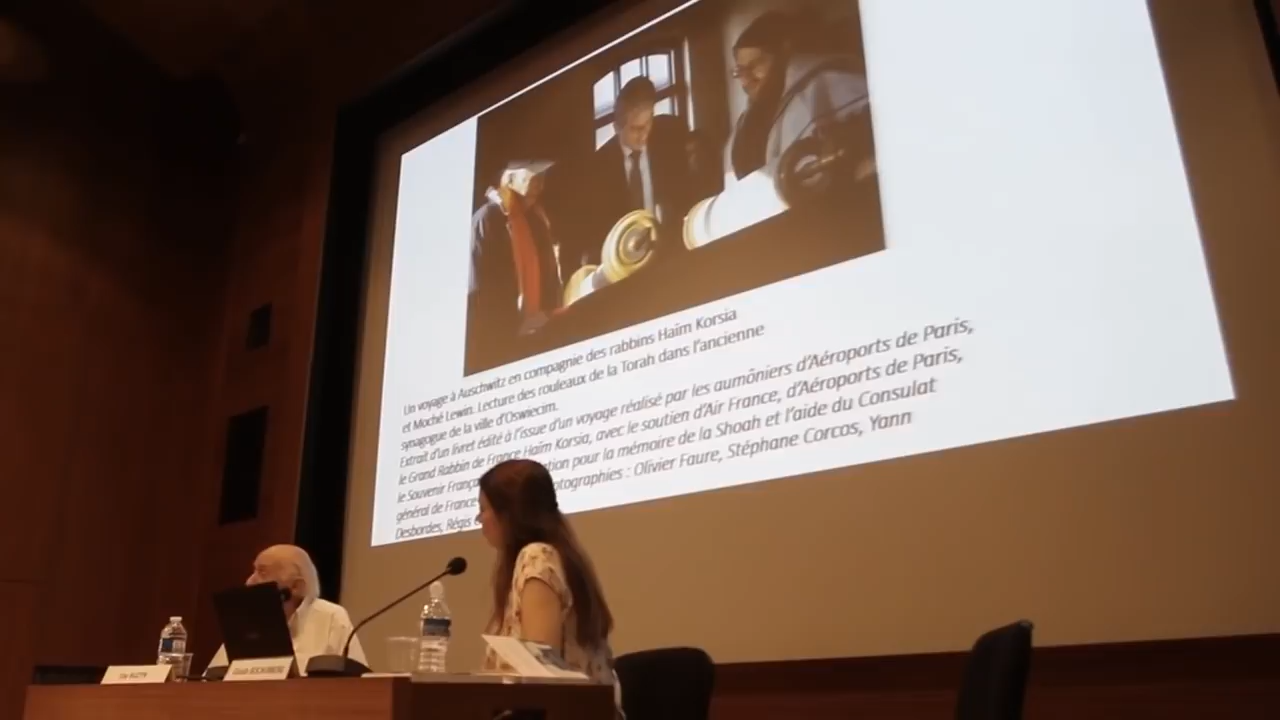 Un voyage à Auschwitz en compagnie des rabbins Haïm Korsia
et Moché Lewin. Lecture des rouleaux de la Torah dans l'ancienne
synagogue de la ville d'Oswiecim.
Extrait d'un livret édité à l'issue d'un voyage réalisé par les aumôniers d'Aéroports de Paris,
le Grand Rabbin de France Haïm Korsia, avec le soutien d'Air France, d'Aéroports de Paris,
le Souvenir França tion pour la mémoire de la Shoah et l'aide du Consulat
général de France tographies : Olivier Faure, Stéphane Corcos, Yann
Desbordes, Régis